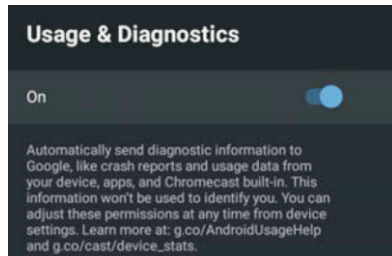 Usage & Diagnostics
On
Automatically send diagnostic information to
Google, like crash reports and usage data from
your device, apps, and Chromecast built-in. This
information won't be used to identify you. You can
adjust these permissions at any time from device
settings. Learn more at: g.co/AndroidUsageHelp
and g.co/cast/device_stats.